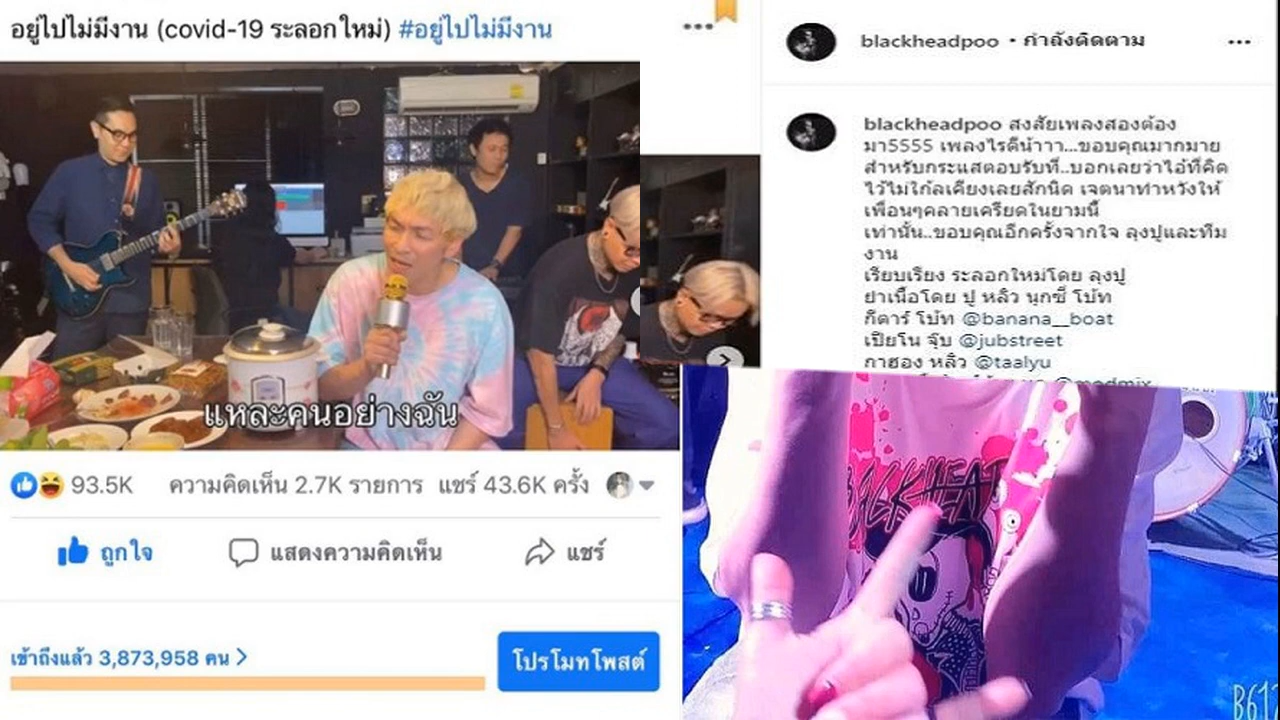 อยู่ไปไม่มีงาน (covid-19 ระลอกใหม่) #อยู่ไปไม่มีงาน
แหละคนอย่างฉัน
93.5K ความคิดเห็น 2.7K รายการ แชร์ 43.6K ครั้ง
ถูกใจ แสดงความคิดเห็น แชร์
เข้าถึงแล้ว 3,873,958 คน
โปรโมทโพสต์
blackheadpoo • กำลังติดตาม
blackheadpoo สงสัยเพลงสองต้อง
มา5555 เพลงไรดีน้าาา...ขอบคุณมากมาย
สำหรับกระแสตอบรับที่..บอกเลยว่าไอ้ที่คิด
ไว้ไม่ใกล้เคียงเลยสักนิด เจตนาทำหวังให้
เพื่อนๆคลายเครียดในยามนี้
เท่านั้น..ขอบคุณอีกครั้งจากใจ ลุงปูและทีม
งาน
เรียบเรียง ระลอกใหม่โดย ลุงปู
ยำเนื้อโดย ปู หลิว นุกซี่ โบ้ท
กีตาร์ โบ้ท @banana__boat
เปียโน จุ๊บ @jubstreet
กาฮอง หลิว @taalyu
@modmix
BLACKHEAD
B612